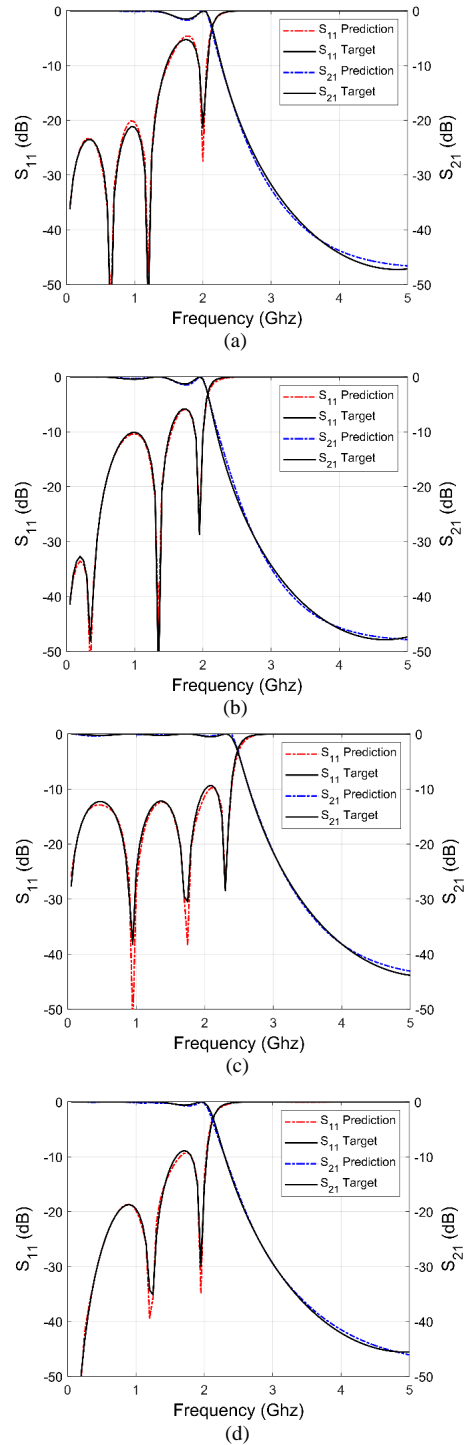 0
-10
-20
-30
-40
-50
S11 (dB)
0
-10
-20
-30
-40
-50
S21 (dB)
S11 Prediction
S11 Target
S21 Prediction
S21 Target
0 1 2 3 4 5
Frequency (Ghz)
(a)
0
-10
-20
-30
-40
-50
S11 (dB)
0
-10
-20
-30
-40
-50
S21 (dB)
S11 Prediction
S11 Target
S21 Prediction
S21 Target
0 1 2 3 4 5
Frequency (Ghz)
(b)
0
-10
-20
-30
-40
-50
S11 (dB)
0
-10
-20
-30
-40
-50
S21 (dB)
S11 Prediction
S11 Target
S21 Prediction
S21 Target
0 1 2 3 4 5
Frequency (Ghz)
(c)
0
-10
-20
-30
-40
-50
S11 (dB)
0
-10
-20
-30
-40
-50
S21 (dB)
S11 Prediction
S11 Target
S21 Prediction
S21 Target
0 1 2 3 4 5
Frequency (Ghz)
(d)